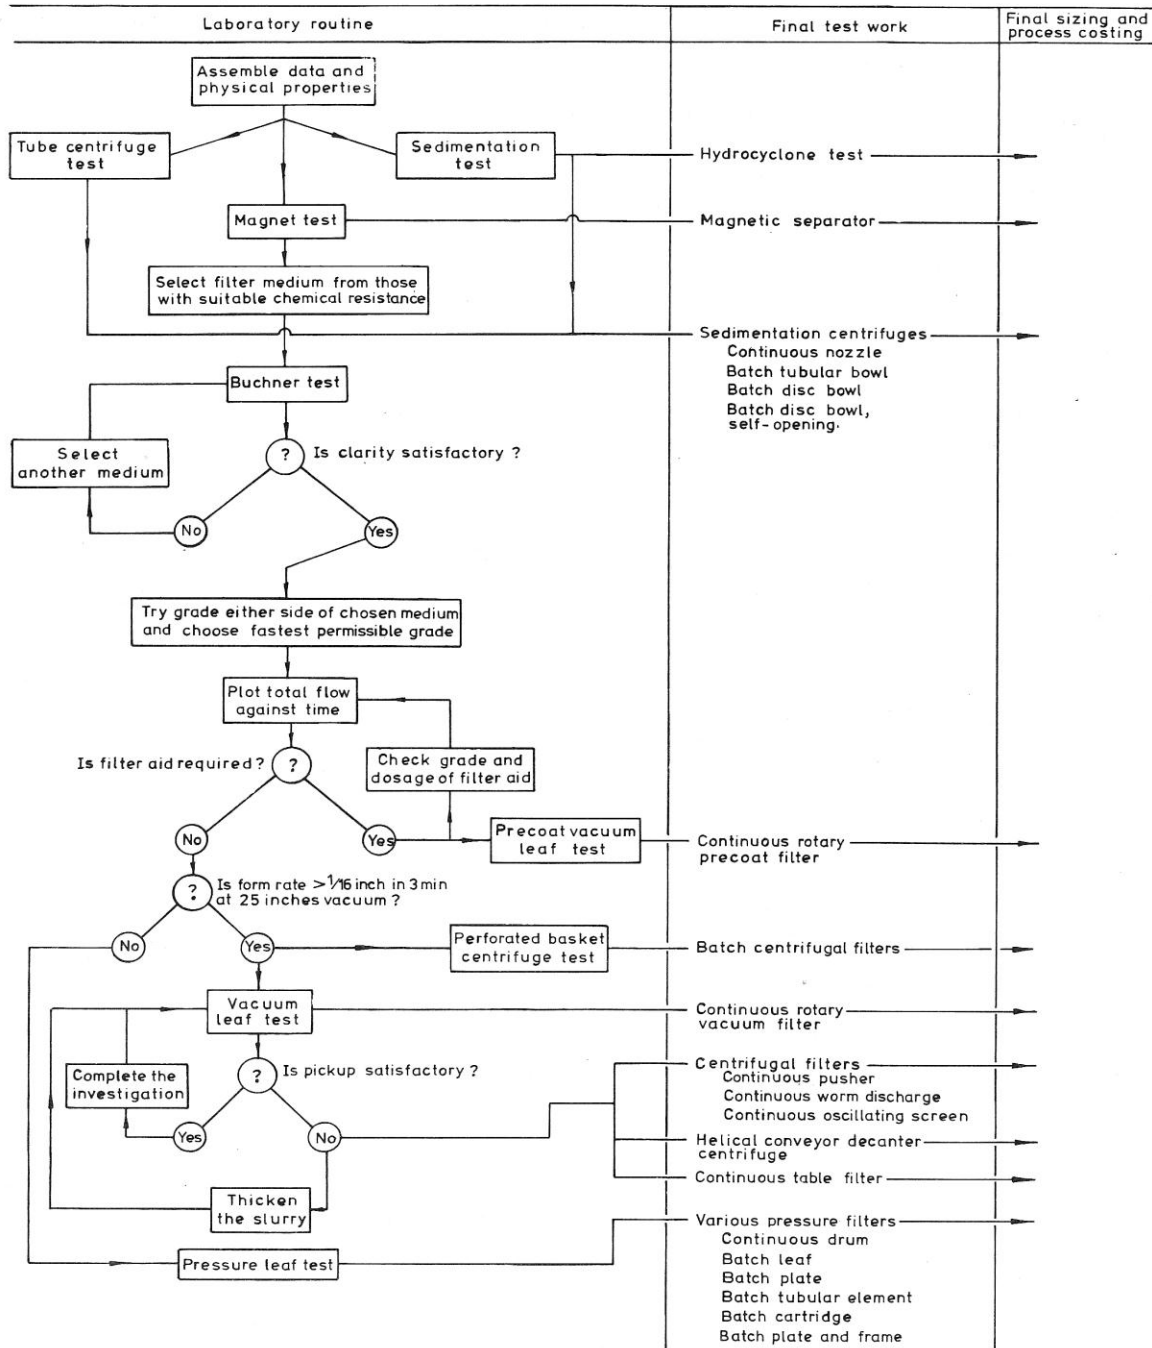 Laboratory routine
Final test work
Final sizing and
process costing
Assemble data and
physical properties
Tube centrifuge
test
Sedimentation
test
Hydrocyclone test
Magnet test
Magnetic separator
Select filter medium from those
with suitable chemical resistance
Sedimentation centrifuges
Continuous nozzle
Batch tubular bowl
Batch disc bowl
Batch disc bowl,
self-opening.
Buchner test
Select
another medium
?
Is clarity satisfactory ?
No
Yes
Try grade either side of chosen medium
and choose fastest permissible grade
Plot total flow
against time
Is filter aid required?
?
Check grade and
dosage of filter aid
No
Yes
Precoat vacuum
leaf test
Continuous rotary
precoat filter
?
Is form rate >1/16 inch in 3min
at 25 inches vacuum ?
No
Yes
Perforated basket
centrifuge test
Batch centrifugal filters
Vacuum
leaf test
Continuous rotary
vacuum filter
Complete the
investigation
?
Is pickup satisfactory ?
Centrifugal filters
Continuous pusher
Continuous worm discharge
Continuous oscillating screen
Yes
No
Helical conveyor decanter
centrifuge
Continuous table filter
Thicken
the slurry
Various pressure filters
Continuous drum
Batch leaf
Batch plate
Batch tubular element
Batch cartridge
Batch plate and frame
Pressure leaf test